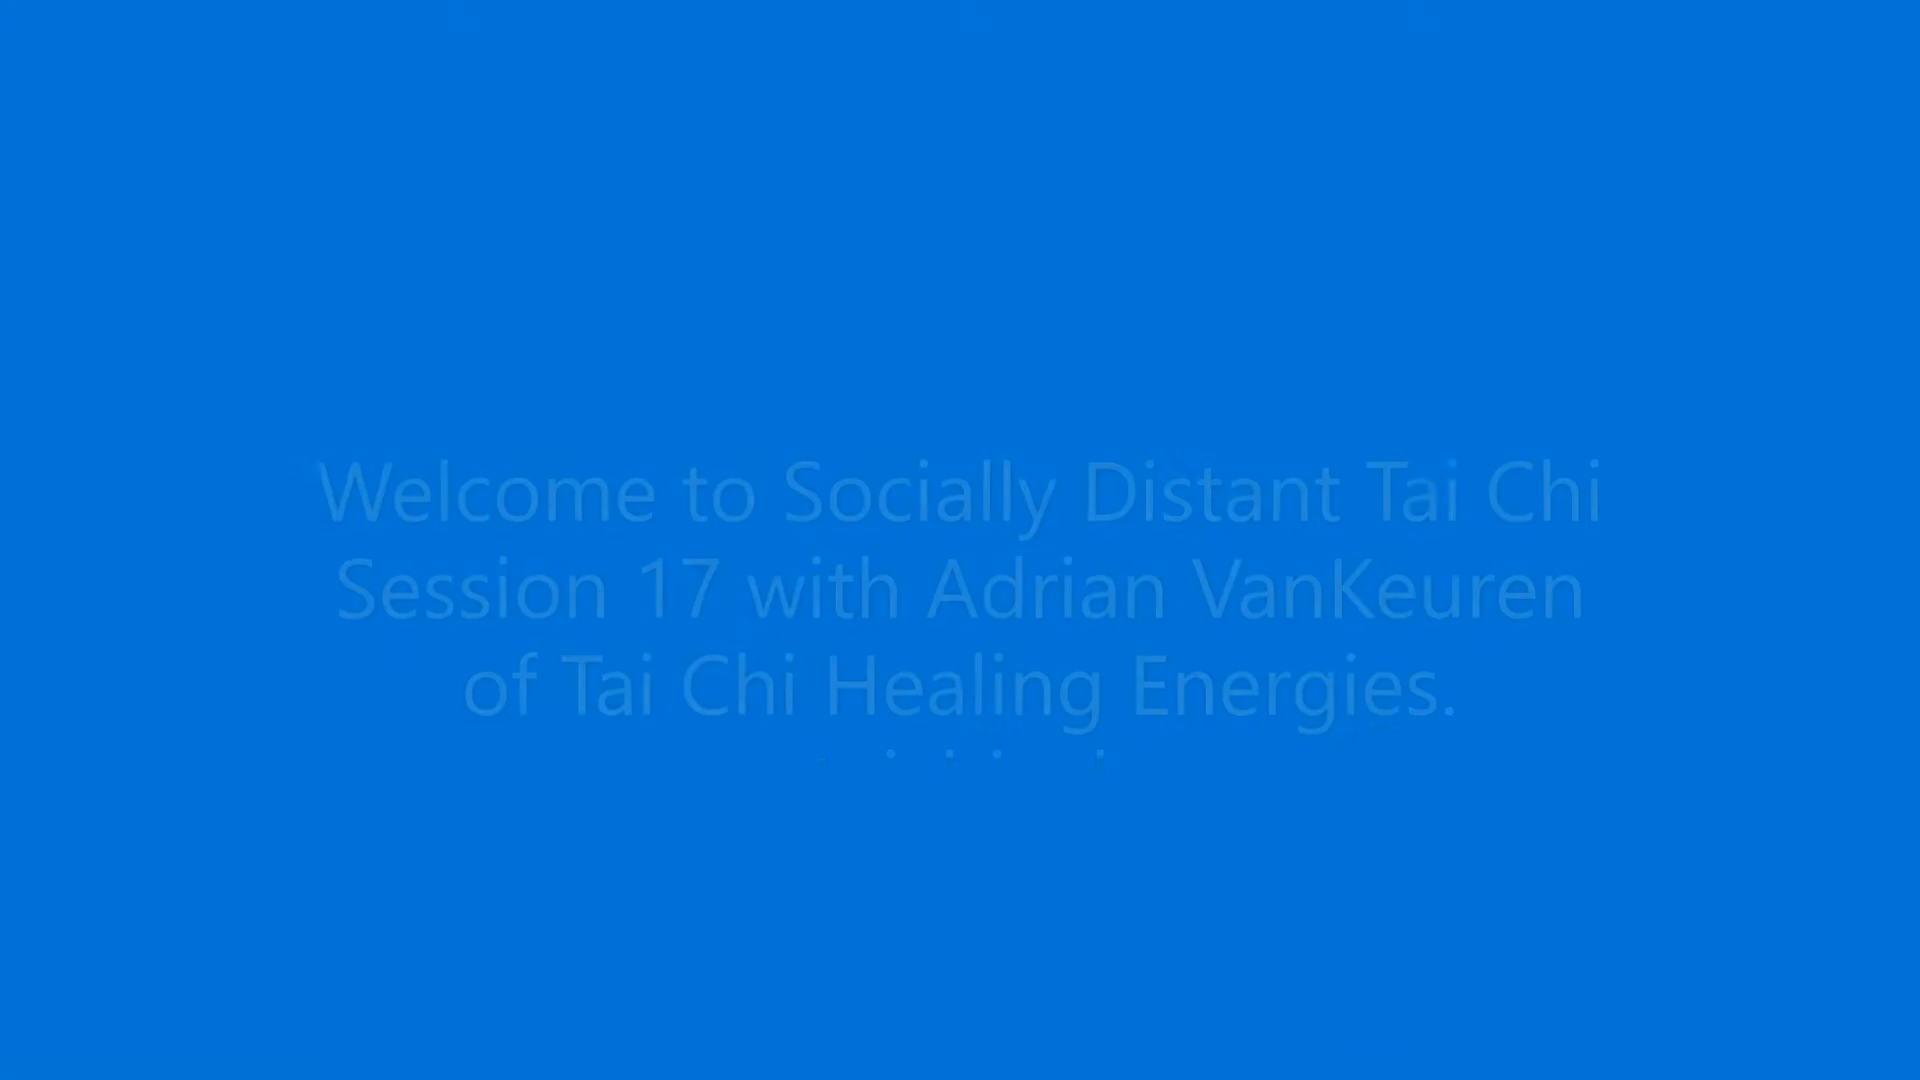 Welcome to Socially Distant Tai Chi
Session 17 with Adrian VanKeuren
of Tai Chi Healing Energies.